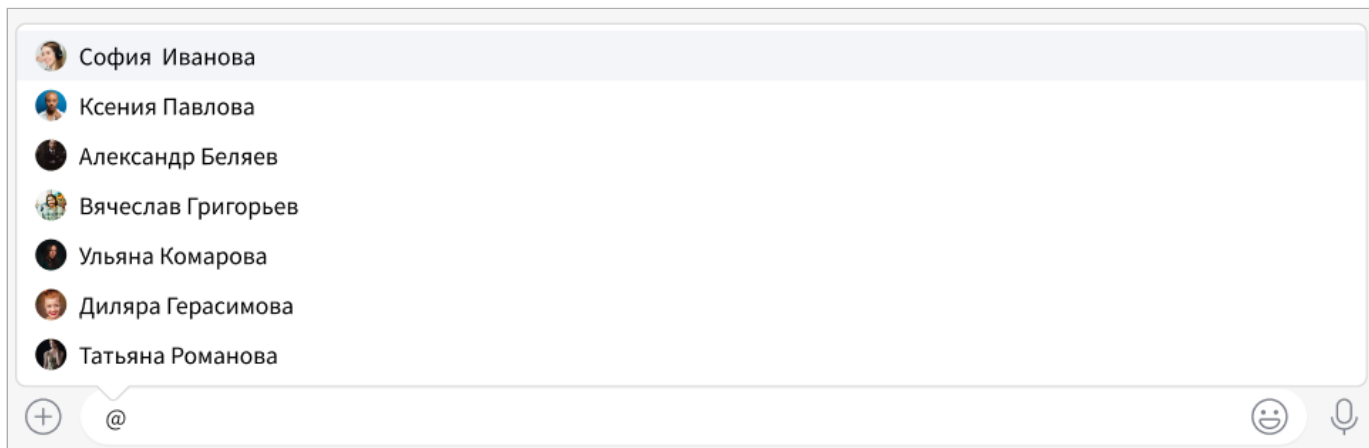 София Иванова
Ксения Павлова
Александр Беляев
Вячеслав Григорьев
Ульяна Комарова
Диляра Герасимова
Татьяна Романова
@